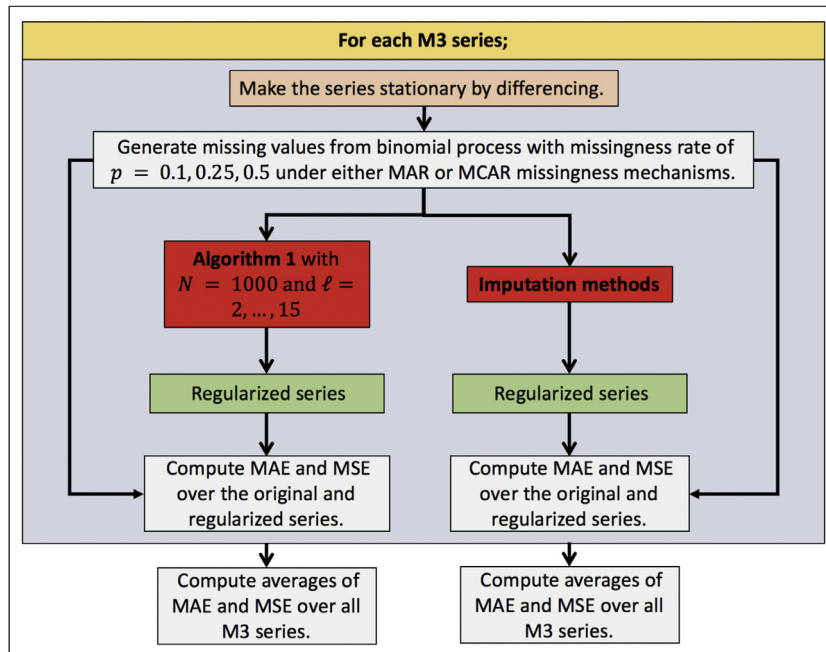 For each M3 series;
Make the series stationary by differencing.
Generate missing values from binomial process with missingness rate of
p = 0.1, 0.25, 0.5 under either MAR or MCAR missingness mechanisms.
Algorithm 1 with
N = 1000 and ℓ =
2, … , 15
Imputation methods
Regularized series
Regularized series
Compute MAE and MSE
over the original and
regularized series.
Compute MAE and MSE
over the original and
regularized series.
Compute averages of
MAE and MSE over all
M3 series.
Compute averages of
MAE and MSE over all
M3 series.